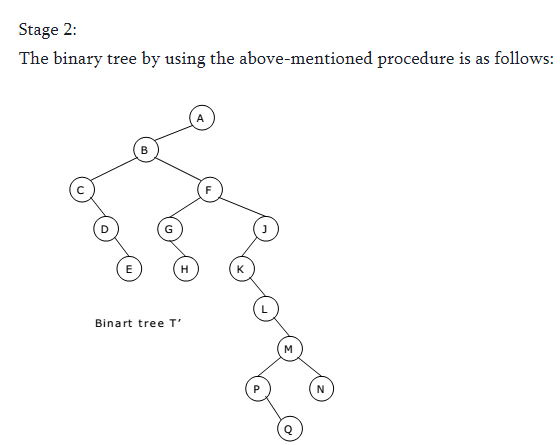 Stage 2:
The binary tree by using the above-mentioned procedure is as follows:
A
B
C
F
D
G
J
E
H
K
L
Binart tree T'
M
P
N
Q